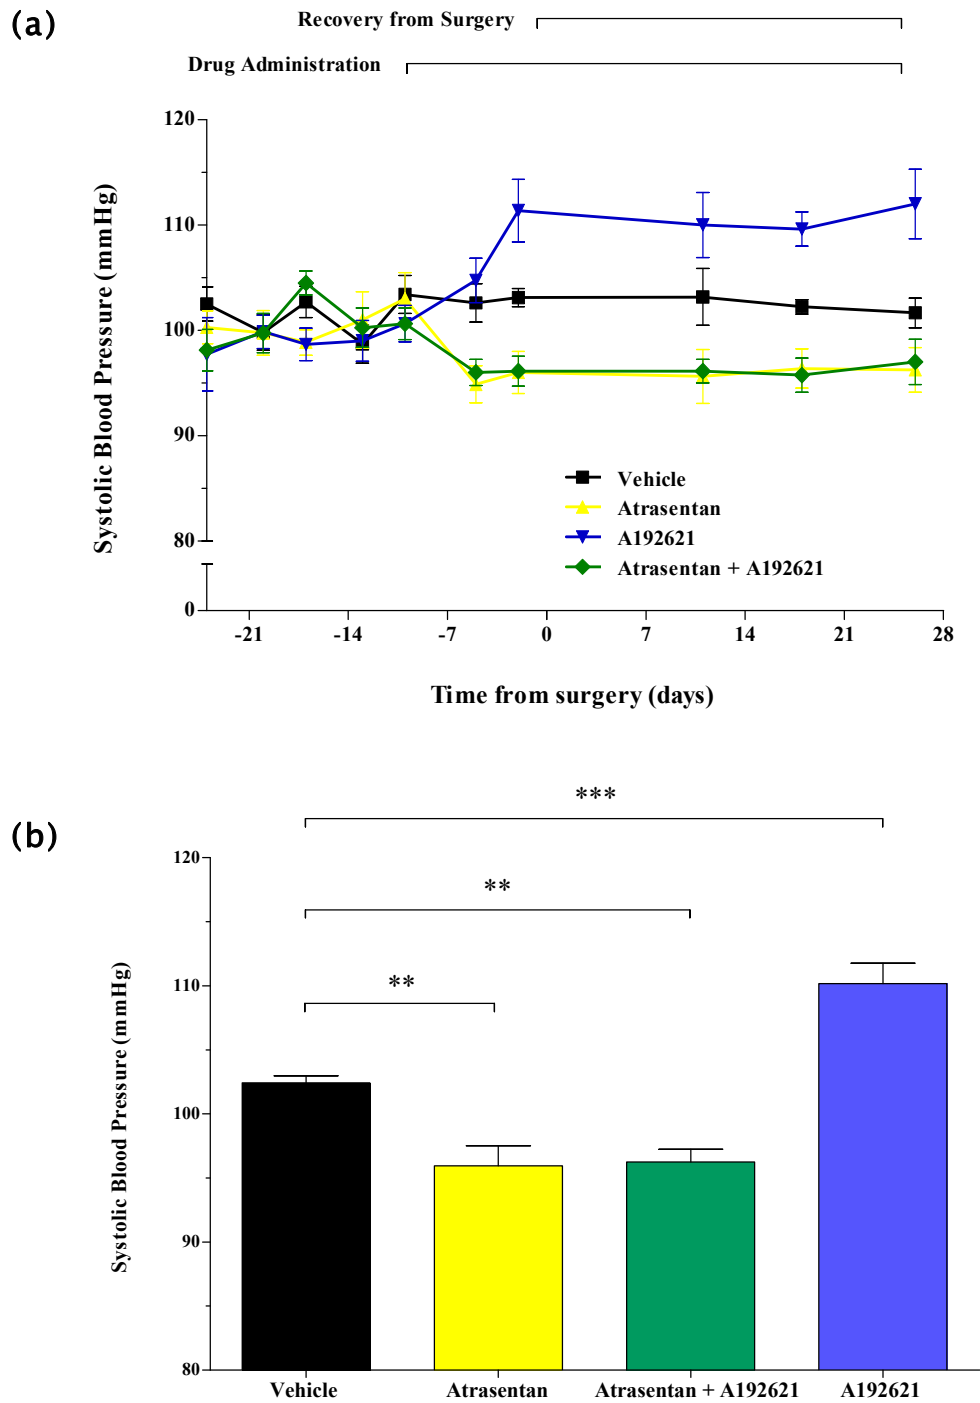 (a)
Recovery from Surgery
Drug Administration
120
110
100
90
80
0
Systolic Blood Pressure (mmHg)
Vehicle
Atrasentan
A192621
Atrasentan + A192621
-21 -14 -7 0 7 14 21 28
Time from surgery (days)
(b)
***
**
**
120
110
100
90
80
Systolic Blood Pressure (mmHg)
Vehicle Atrasentan Atrasentan + A192621 A192621